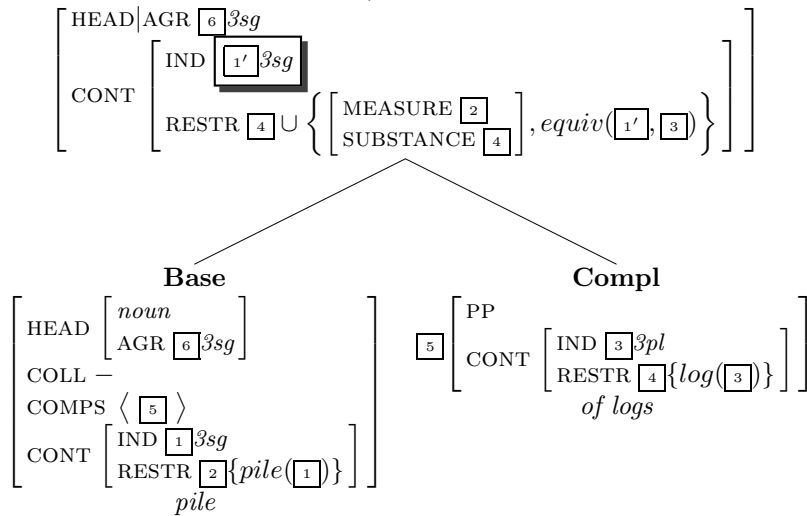 HEAD|AGR 6 3sg
CONT
IND 1′ 3sg
RESTR 4 ∪ { [ MEASURE 2
SUBSTANCE 4 ] , equiv( 1′ , 3 ) }
Base
HEAD
noun
AGR 6 3sg
COLL −
COMPS ⟨ 5 ⟩
CONT
IND 1 3sg
RESTR 2 {pile( 1 )}
pile
Compl
5
PP
CONT
IND 3 3pl
RESTR 4 {log( 3 )}
of logs